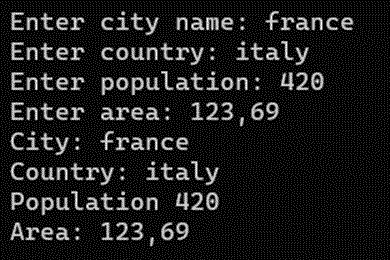 Enter city name: france
Enter country: italy
Enter population: 420
Enter area: 123,69
City: france
Country: italy
Population 420
Area: 123,69